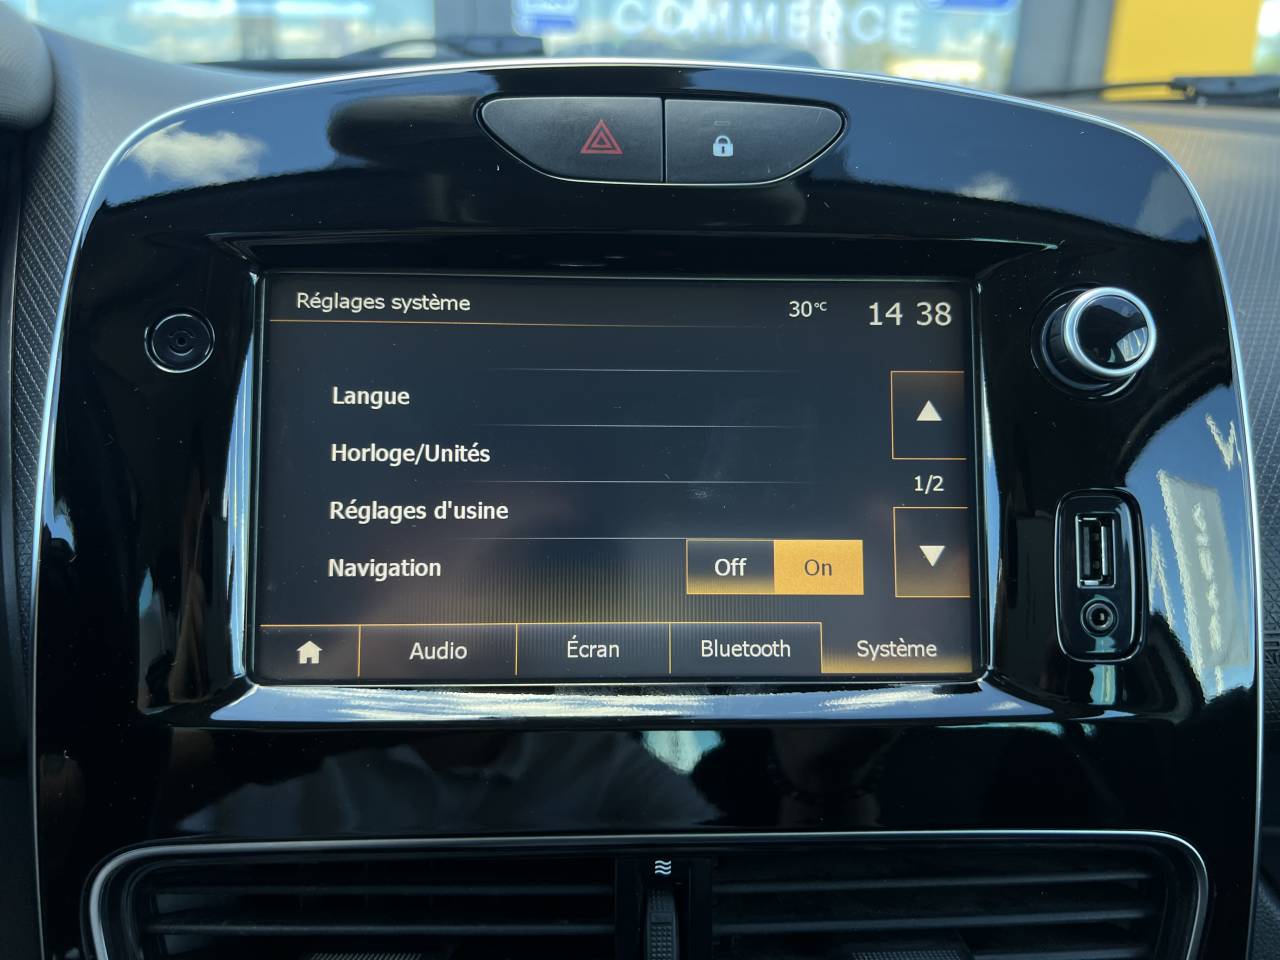 COMMERCE
Réglages système
30°C
14 38
Langue
Horloge/Unités
1/2
Réglages d'usine
Navigation
Off
On
Audio
Écran
Bluetooth
Système